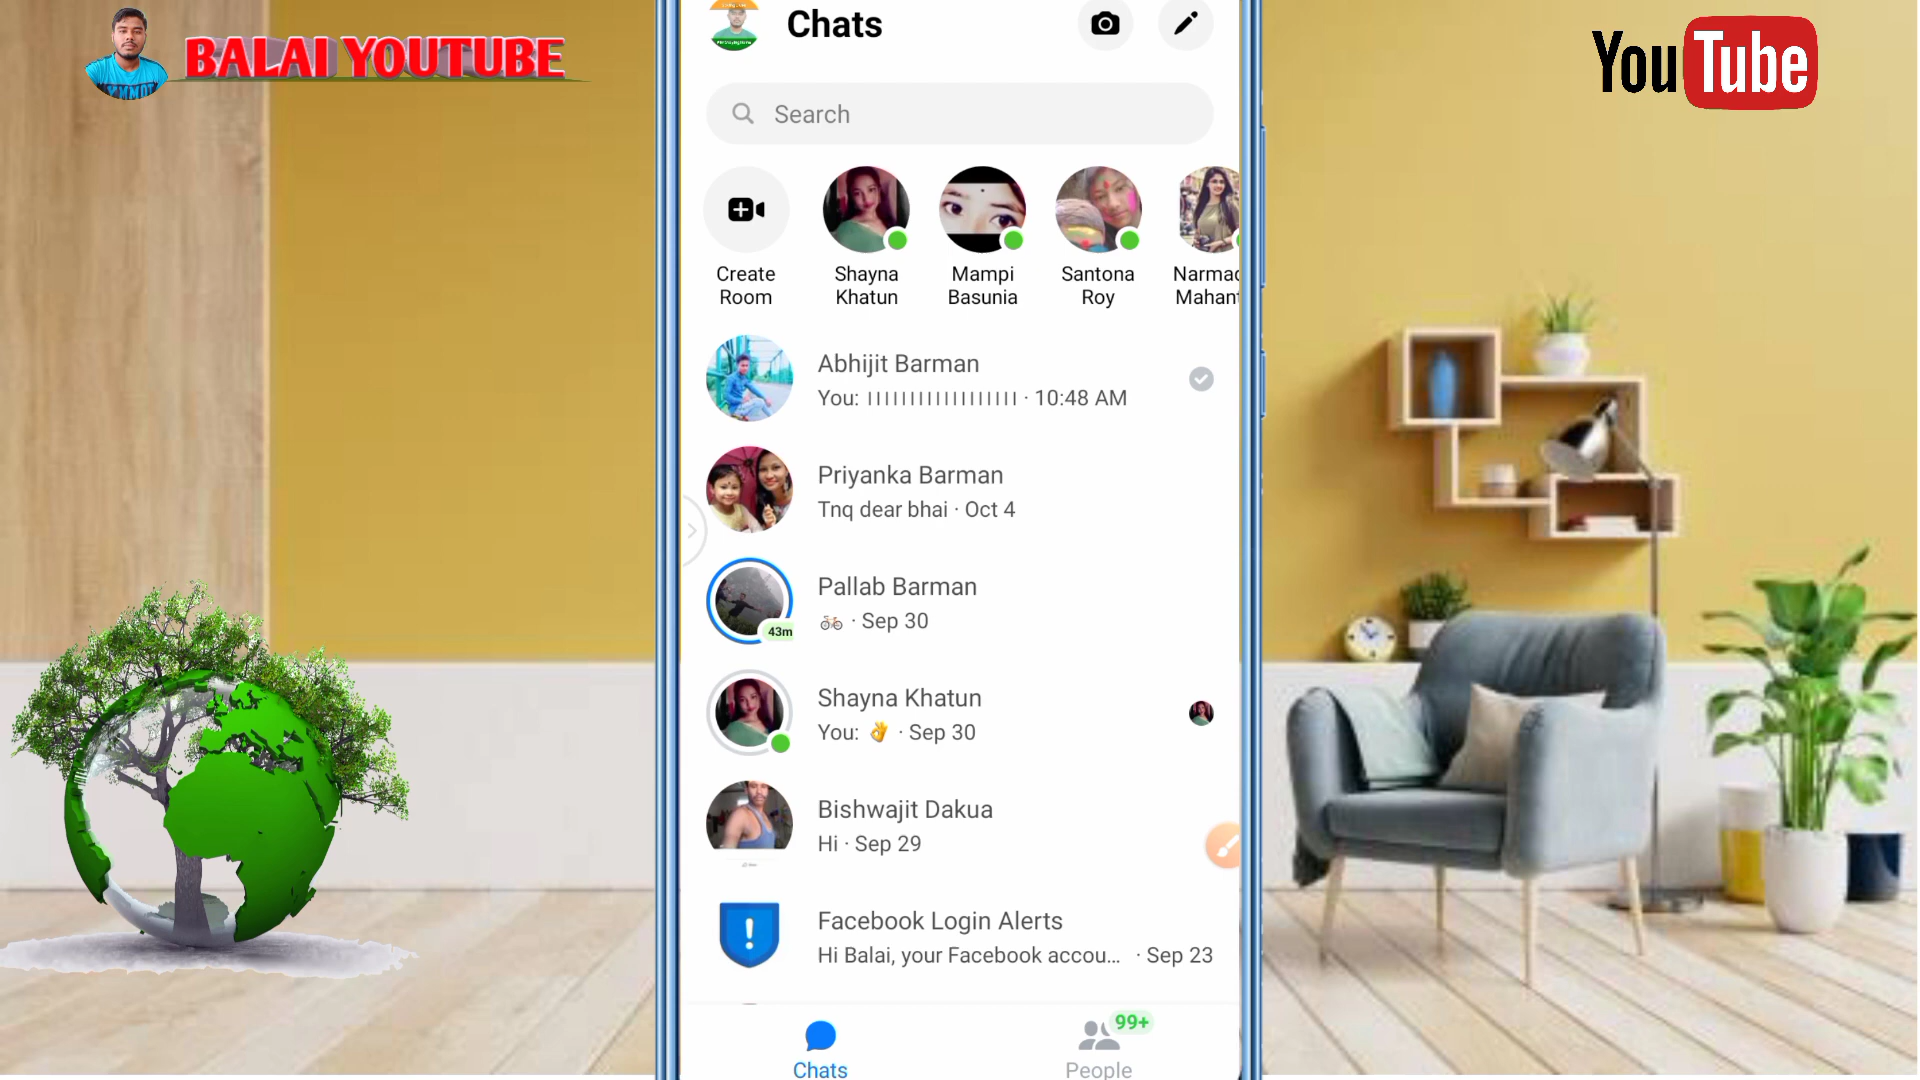 BALAI YOUTUBE
YouTube
Chats
Search
Create
Room
Shayna
Khatun
Mampi
Basunia
Santona
Roy
Abhijit Barman
You: IIIIIIIIIIIIIIIIII · 10:48 AM
Priyanka Barman
Tnq dear bhai · Oct 4
Pallab Barman
43m
🚲 · Sep 30
Shayna Khatun
You: 👌 · Sep 30
Bishwajit Dakua
Hi · Sep 29
Facebook Login Alerts
Hi Balai, your Facebook accou... · Sep 23
99+
Chats
People